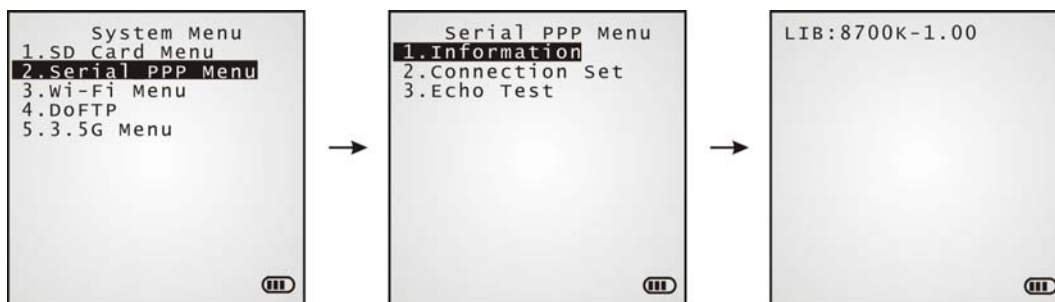 System Menu
1.SD Card Menu
2.Serial PPP Menu
3.Wi-Fi Menu
4.DoFTP
5.3.5G Menu
Serial PPP Menu
1.Information
2.Connection Set
3.Echo Test
LIB:8700K-1.00